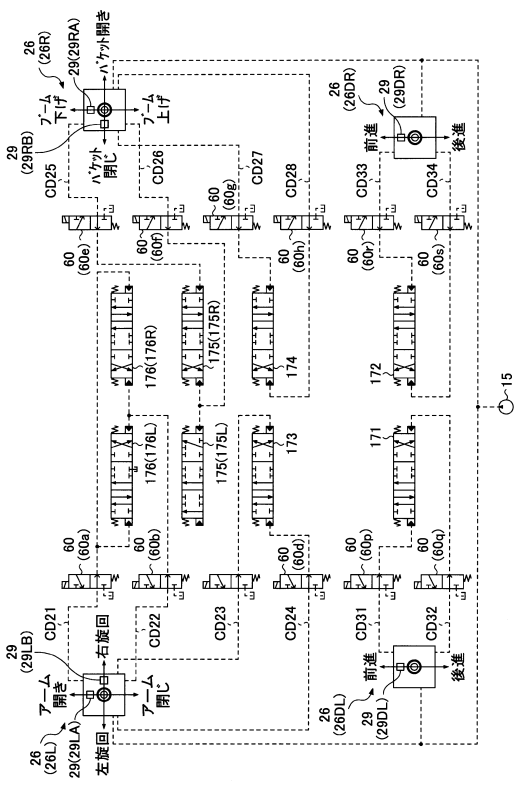 26
(26L)
29(29LA)
29
(29LB)
アーム
開き
アーム
閉じ
左旋回
右旋回
CD21
CD22
CD23
CD24
60
(60a)
60
(60b)
60
(60d)
176(176L)
175(175L)
173
176(176R)
175(175R)
174
60
(60e)
60
(60f)
60
(60g)
60
(60h)
CD25
CD26
CD27
CD28
26
(26R)
29(29RA)
29
(29RB)
ブーム
下げ
ブーム
上げ
バケット
閉じ
バケット開き
26
(26DL)
29
(29DL)
前進
後進
CD31
CD32
60
(60p)
60
(60q)
171
172
60
(60r)
60
(60s)
CD33
CD34
26
(26DR)
29
(29DR)
前進
後進
15